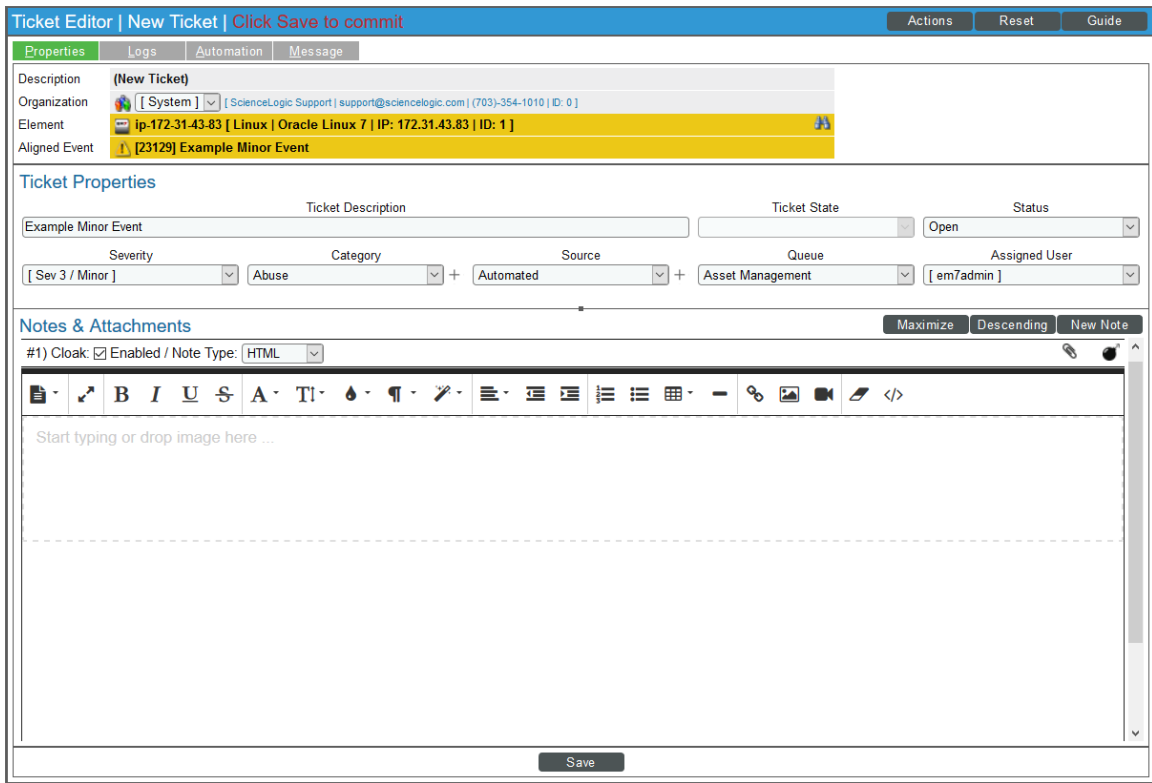 Ticket Editor | New Ticket | Click Save to commit
Actions Reset Guide
Properties Logs Automation Message
Description (New Ticket)
Organization [ System ] [ ScienceLogic Support | support@sciencelogic.com | (703)-354-1010 | ID: 0 ]
Element ip-172-31-43-83 [ Linux | Oracle Linux 7 | IP: 172.31.43.83 | ID: 1 ]
Aligned Event [23129] Example Minor Event
Ticket Properties
Ticket Description Ticket State Status
Example Minor Event Open
Severity Category Source Queue Assigned User
[ Sev 3 / Minor ] Abuse + Automated + Asset Management [ em7admin ]
Notes & Attachments
Maximize Descending New Note
#1) Cloak: Enabled / Note Type: HTML
B I U S A T
Start typing or drop image here ...
Save